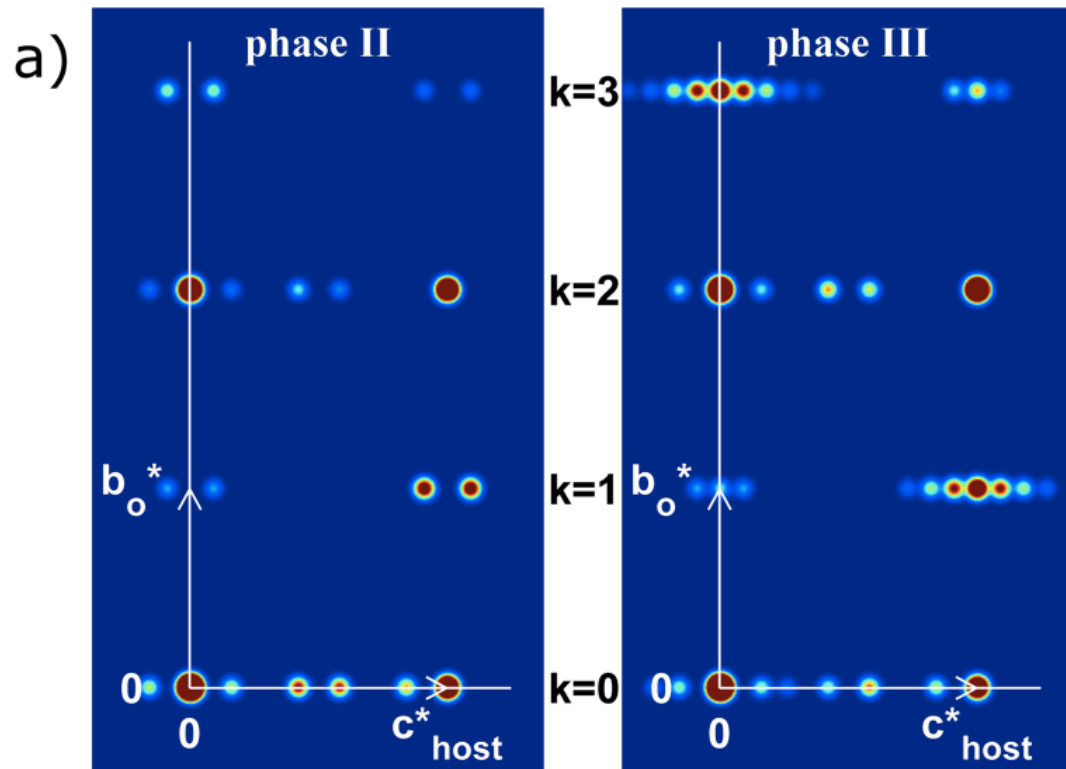 a)
phase II
phase III
k=3
k=2
b_o*
k=1
b_o*
0
k=0
0
0
c*_host
0
c*_host